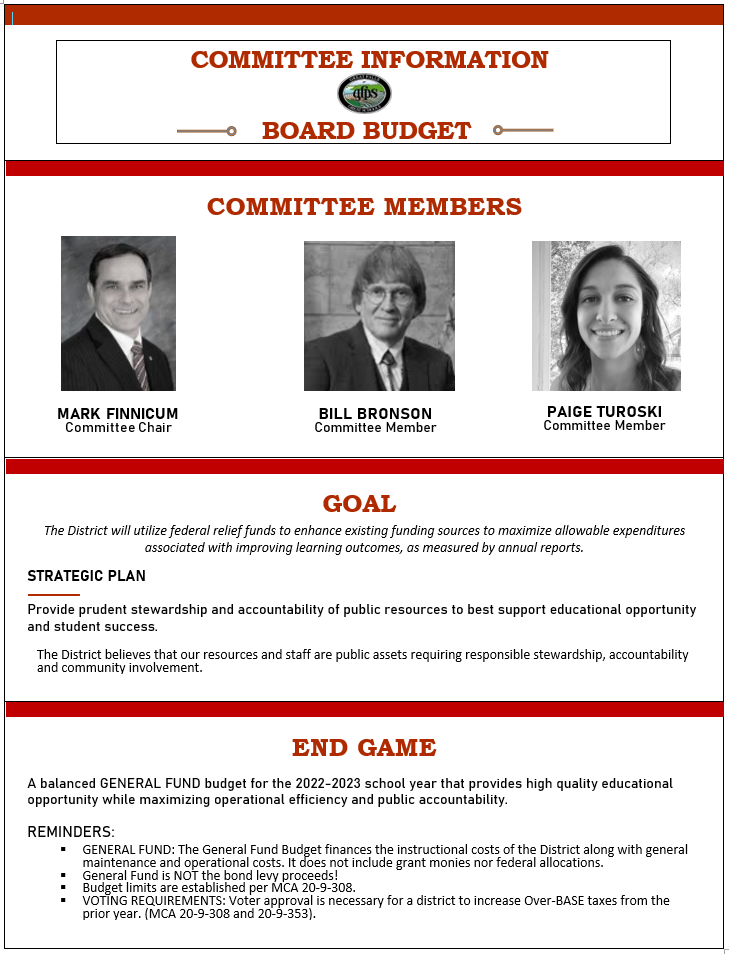 COMMITTEE INFORMATION
GREAT FALLS
gfps
BOARD BUDGET
COMMITTEE MEMBERS
MARK FINNICUM
Committee Chair
BILL BRONSON
Committee Member
PAIGE TUROSKI
Committee Member
GOAL
The District will utilize federal relief funds to enhance existing funding sources to maximize allowable expenditures
associated with improving learning outcomes, as measured by annual reports.
STRATEGIC PLAN
Provide prudent stewardship and accountability of public resources to best support educational opportunity
and student success.
The District believes that our resources and staff are public assets requiring responsible stewardship, accountability
and community involvement.
END GAME
A balanced GENERAL FUND budget for the 2022-2023 school year that provides high quality educational
opportunity while maximizing operational efficiency and public accountability.
REMINDERS:
▪ GENERAL FUND: The General Fund Budget finances the instructional costs of the District along with general
maintenance and operational costs. It does not include grant monies nor federal allocations.
▪ General Fund is NOT the bond levy proceeds!
▪ Budget limits are established per MCA 20-9-308.
▪ VOTING REQUIREMENTS: Voter approval is necessary for a district to increase Over-BASE taxes from the
prior year. (MCA 20-9-308 and 20-9-353).